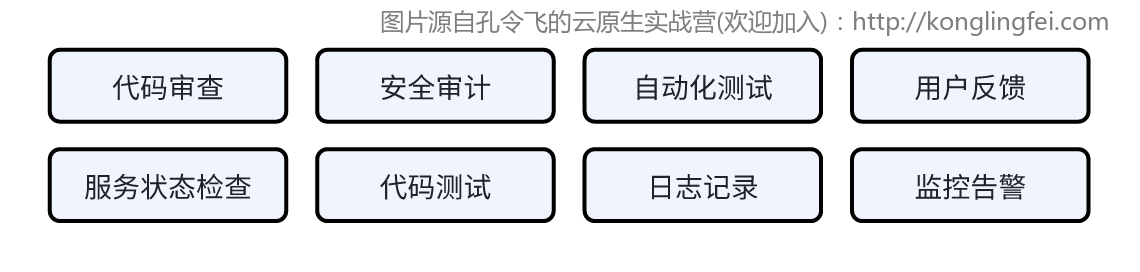 图片源自孔令飞的云原生实战营(欢迎加入)：http://konglingfei.com
代码审查 安全审计 自动化测试 用户反馈
服务状态检查 代码测试 日志记录 监控告警